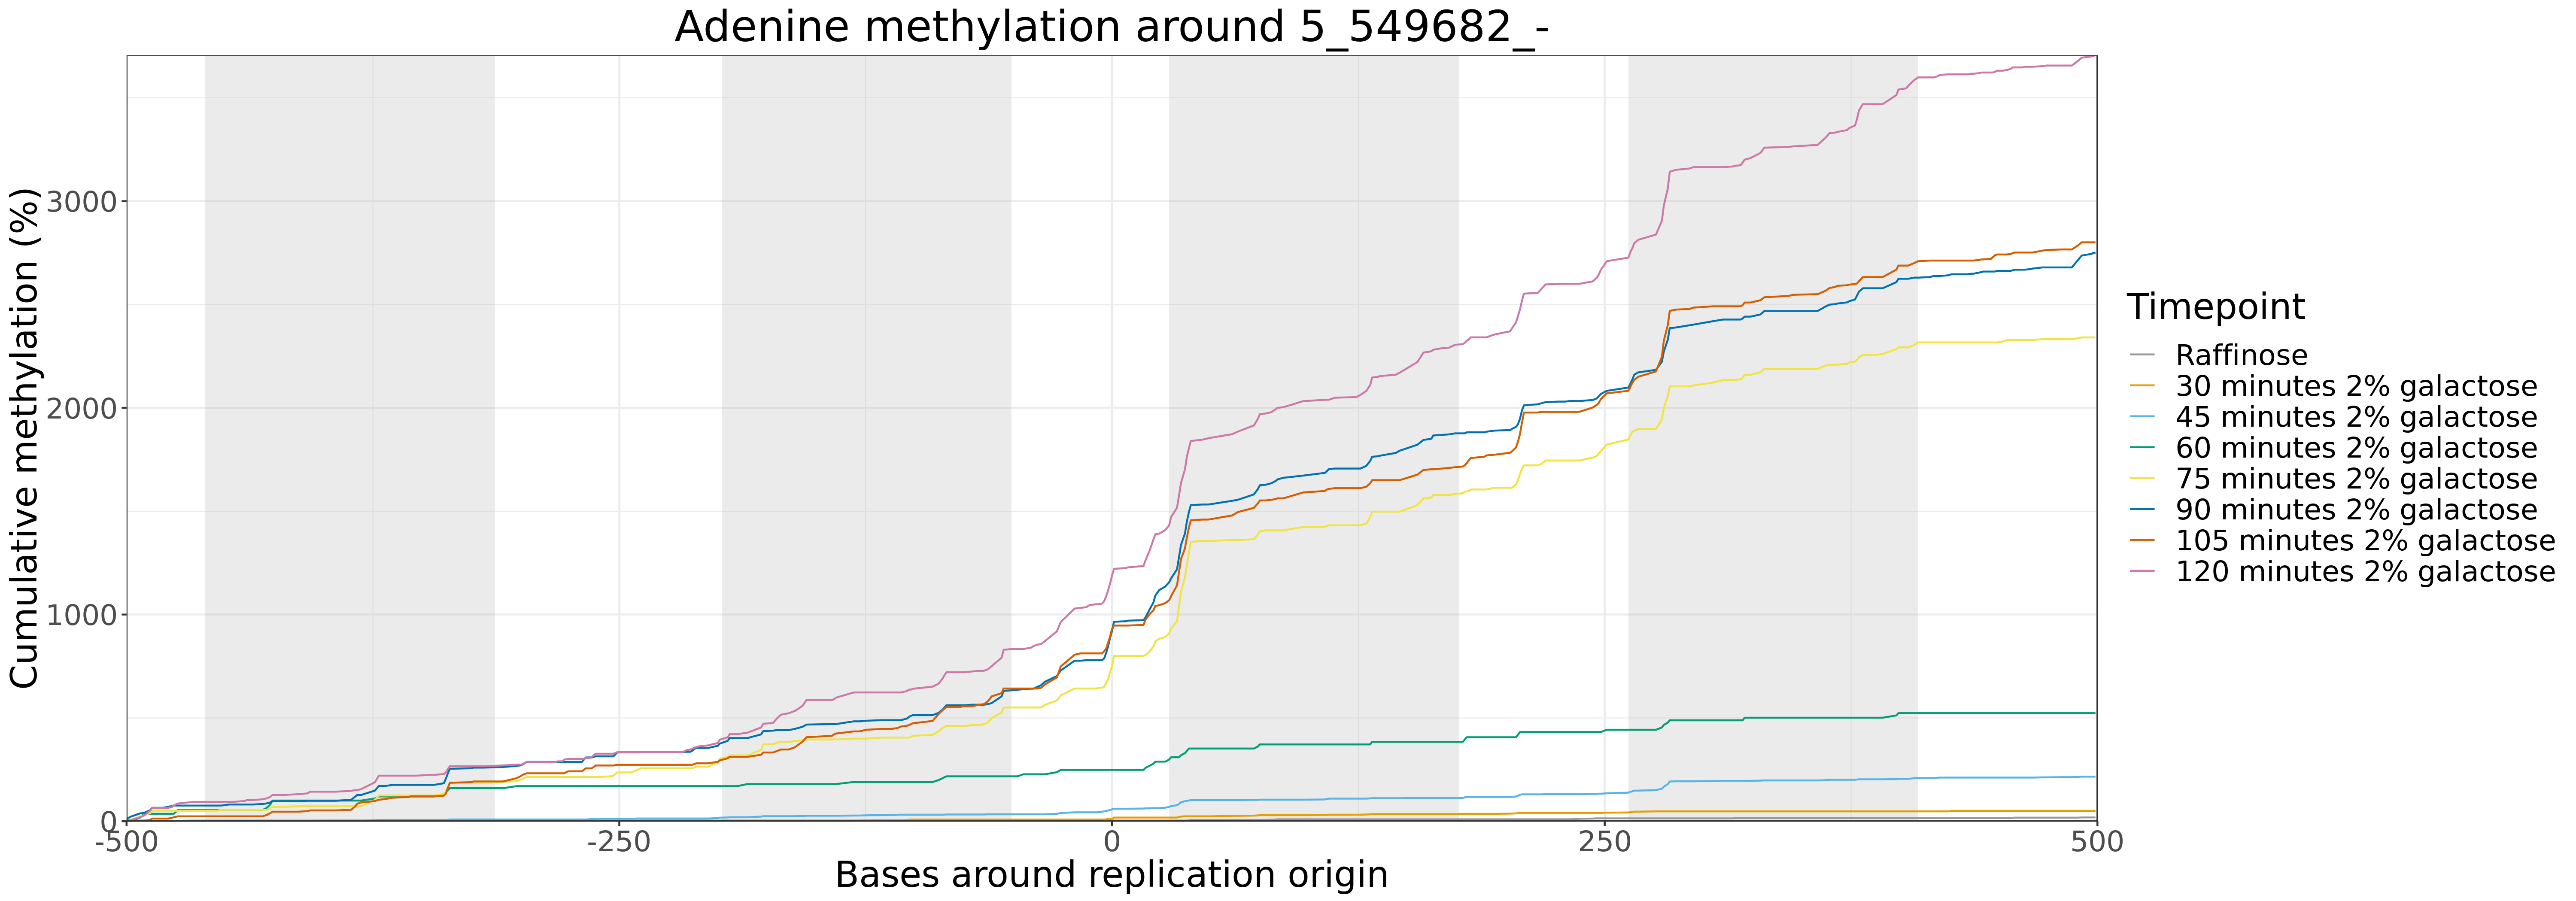 Adenine methylation around 5_549682_-
Cumulative methylation (%)
3000
2000
1000
0
-500
-250
0
250
500
Bases around replication origin
Timepoint
Raffinose
30 minutes 2% galactose
45 minutes 2% galactose
60 minutes 2% galactose
75 minutes 2% galactose
90 minutes 2% galactose
105 minutes 2% galactose
120 minutes 2% galactose